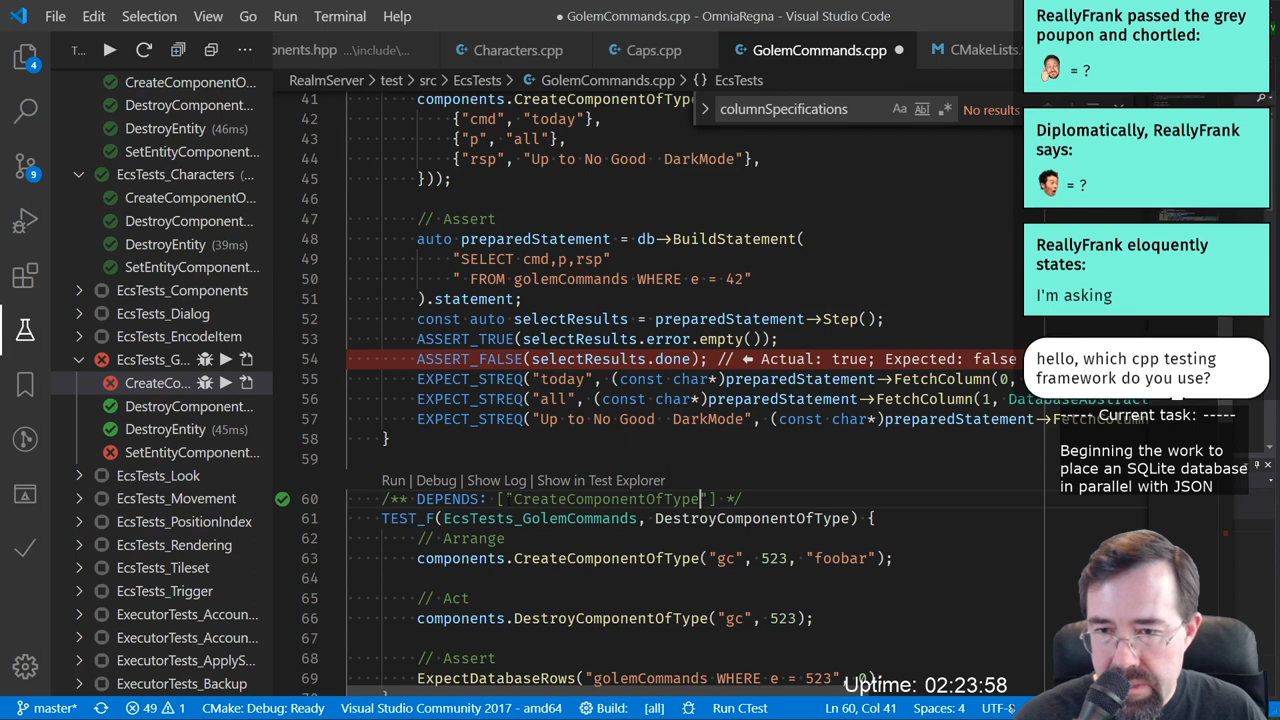 File Edit Selection View Go Run Terminal Help
● GolemCommands.cpp - OmniaRegna - Visual Studio Code
T...
onents.hpp ...\include\...
Characters.cpp
Caps.cpp
GolemCommands.cpp ●
CMakeLists.
RealmServer > test > src > EcsTests > GolemCommands.cpp > {} EcsTests
columnSpecifications
Aa
No results
4
9
CreateComponentO...
DestroyComponent...
DestroyEntity (46ms)
SetEntityComponent...
EcsTests_Characters (...
CreateComponentO...
DestroyComponent...
DestroyEntity (39ms)
SetEntityComponent...
EcsTests_Components
EcsTests_Dialog
EcsTests_EncodeItem
EcsTests_G...
CreateCo...
DestroyComponent...
DestroyEntity (45ms)
SetEntityComponent...
EcsTests_Look
EcsTests_Movement
EcsTests_Rendering
EcsTests_Tileset
EcsTests_Trigger
ExecutorTests_Accoun...
ExecutorTests_Accoun...
ExecutorTests_ApplyS...
ExecutorTests_Backup
41 components.CreateComponentOfType
42 {"cmd", "today"},
43 {"p", "all"},
44 {"rsp", "Up to No Good DarkMode"},
45 }));
46
47 // Assert
48 auto preparedStatement = db->BuildStatement(
49 "SELECT cmd,p,rsp"
50 " FROM golemCommands WHERE e = 42"
51 ).statement;
52 const auto selectResults = preparedStatement->Step();
53 ASSERT_TRUE(selectResults.error.empty());
54 ASSERT_FALSE(selectResults.done); // ⬅ Actual: true; Expected: false
55 EXPECT_STREQ("today", (const char*)preparedStatement->FetchColumn(0,
56 EXPECT_STREQ("all", (const char*)preparedStatement->FetchColumn(1, DatabaseAbstract
57 EXPECT_STREQ("Up to No Good DarkMode", (const char*)preparedStatement->FetchColumn
58 }
59
Run | Debug | Show Log | Show in Test Explorer
60 /** DEPENDS: ["CreateComponentOfType"] */
61 TEST_F(EcsTests_GolemCommands, DestroyComponentOfType) {
62 // Arrange
63 components.CreateComponentOfType("gc", 523, "foobar");
64
65 // Act
66 components.DestroyComponentOfType("gc", 523);
67
68 // Assert
69 ExpectDatabaseRows("golemCommands WHERE e = 523", 0)
ReallyFrank passed the grey
poupon and chortled:
= ?
Diplomatically, ReallyFrank
says:
= ?
ReallyFrank eloquently
states:
I'm asking
hello, which cpp testing
framework do you use?
----- Current task: -----
Beginning the work to
place an SQLite database
in parallel with JSON
Uptime: 02:23:58
master* 49 1 CMake: [Debug]: Ready Visual Studio Community 2017 - amd64 Build: [all] Run CTest Ln 60, Col 41 Spaces: 4 UTF-8